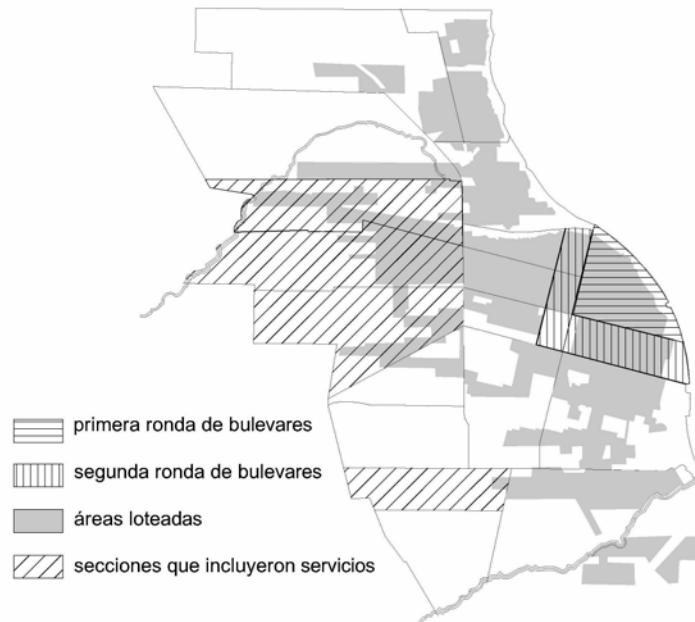 primera ronda de bulevares
segunda ronda de bulevares
áreas loteadas
secciones que incluyeron servicios